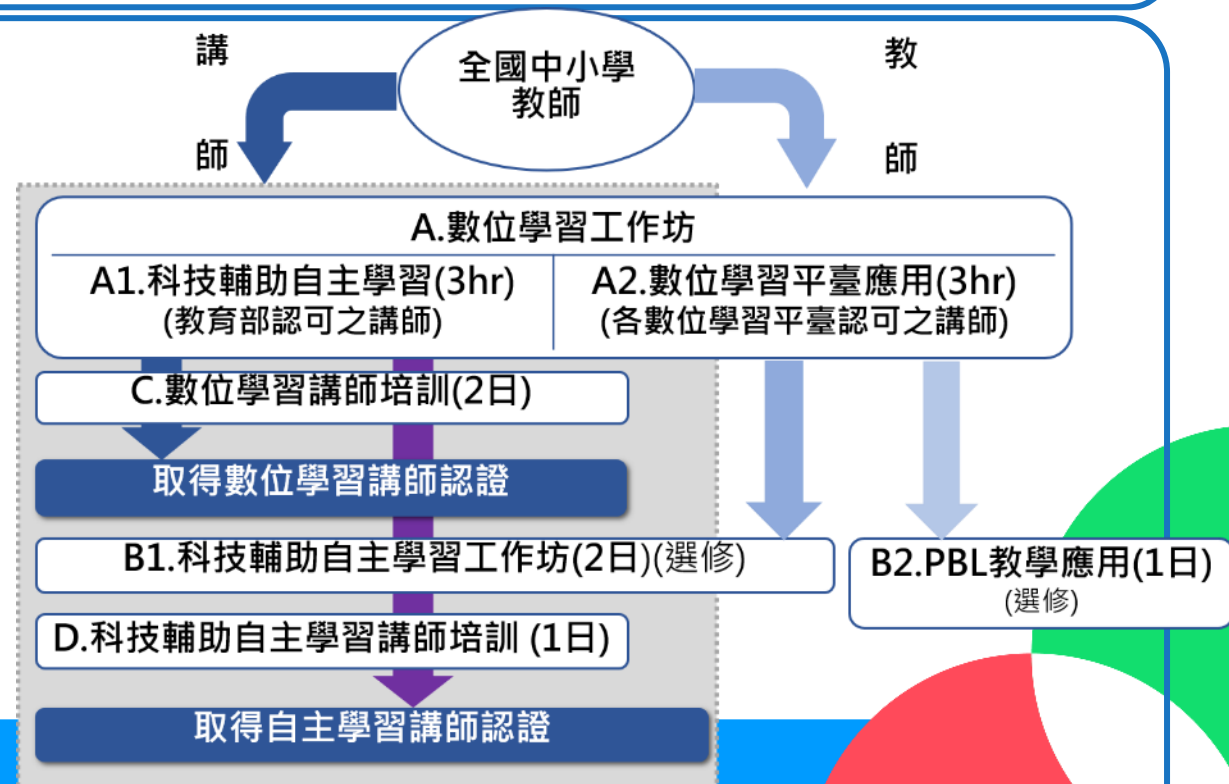 講
師
全國中小學
教師
教
師
A.數位學習工作坊
A1.科技輔助自主學習(3hr)
(教育部認可之講師)
A2.數位學習平臺應用(3hr)
(各數位學習平臺認可之講師)
C.數位學習講師培訓(2日)
取得數位學習講師認證
B1.科技輔助自主學習工作坊(2日)(選修)
B2.PBL教學應用(1日)
(選修)
D.科技輔助自主學習講師培訓 (1日)
取得自主學習講師認證